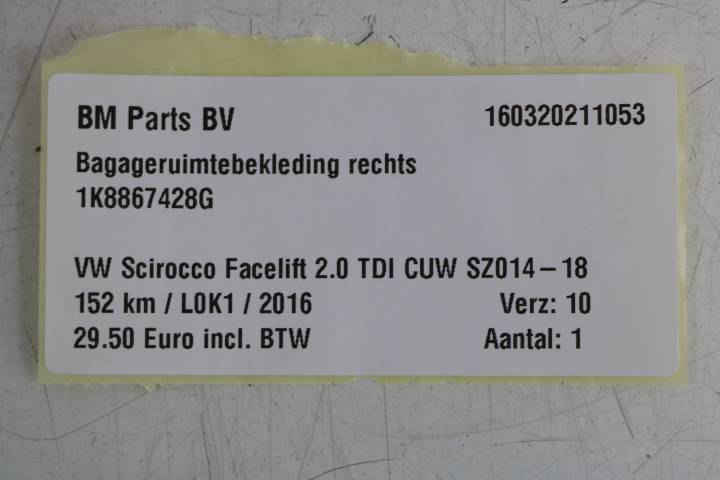 BM Parts BV 160320211053
Bagageruimtebekleding rechts
1K8867428G
VW Scirocco Facelift 2.0 TDI CUW SZ014-18
152 km / L0K1 / 2016 Verz: 10
29.50 Euro incl. BTW Aantal: 1